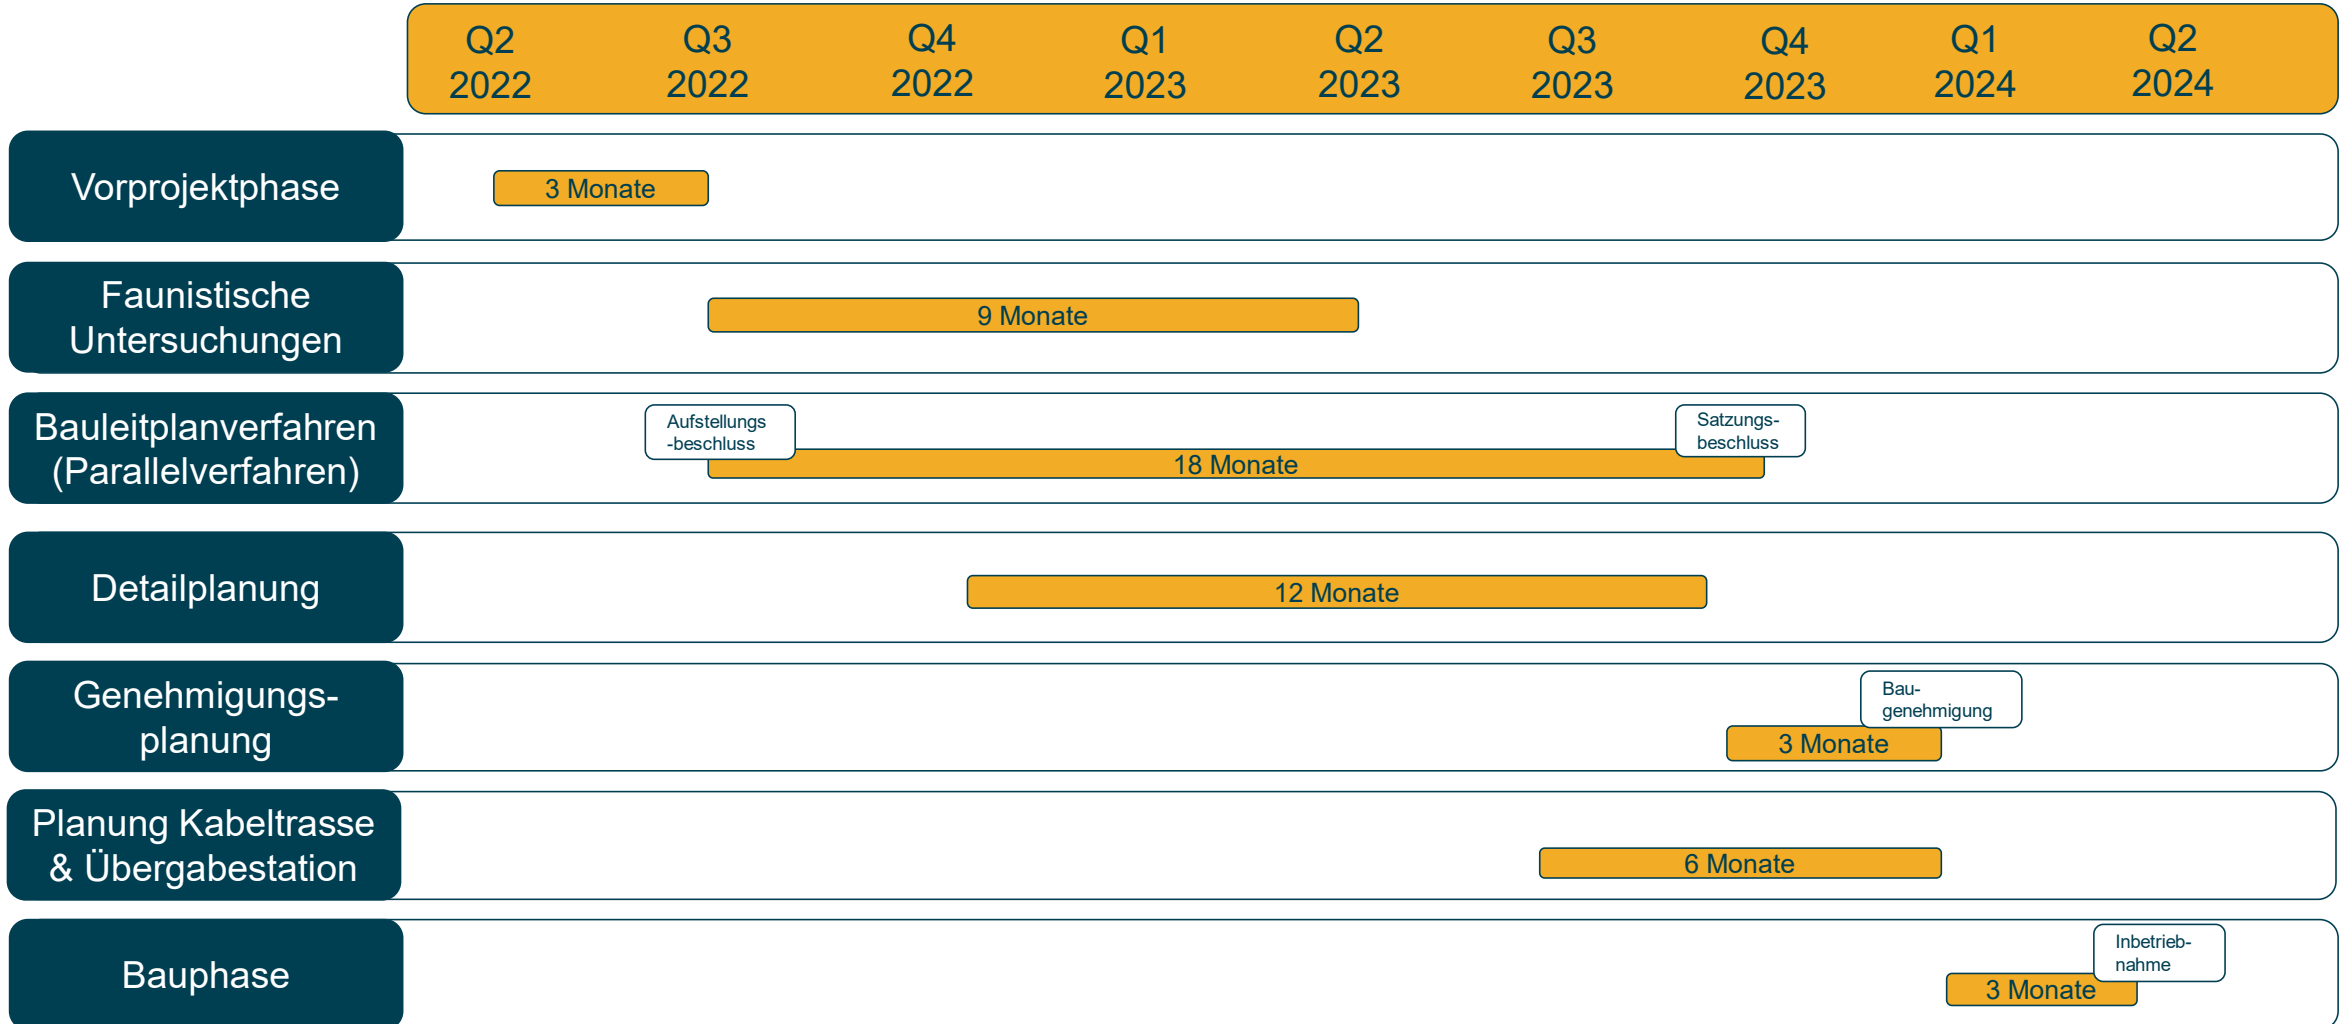 Q2 Q3 Q4 Q1 Q2 Q3 Q4 Q1 Q2
2022 2022 2022 2023 2023 2023 2023 2024 2024
Vorprojektphase
3 Monate
Faunistische
Untersuchungen
9 Monate
Bauleitplanverfahren
(Parallelverfahren)
Aufstellungs
-beschluss
18 Monate
Satzungs-
beschluss
Detailplanung
12 Monate
Genehmigungs-
planung
Bau-
genehmigung
3 Monate
Planung Kabeltrasse
& Übergabestation
6 Monate
Bauphase
Inbetrieb-
nahme
3 Monate